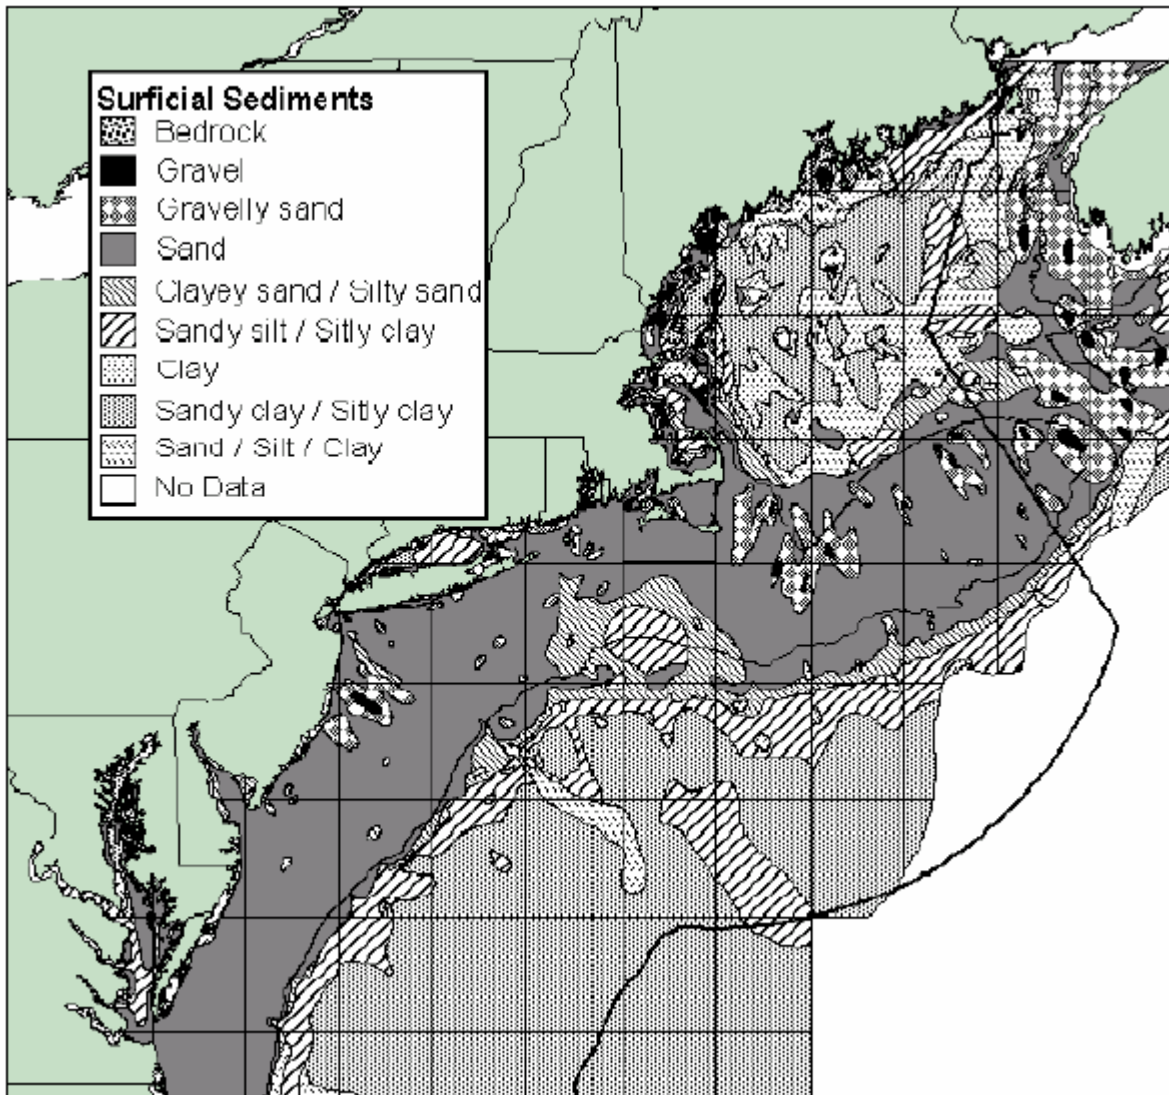 Surficial Sediments
Bedrock
Gravel
Gravelly sand
Sand
Clayey sand / Silty sand
Sandy silt / Sitly clay
Clay
Sandy clay / Sitly clay
Sand / Silt / Clay
No Data